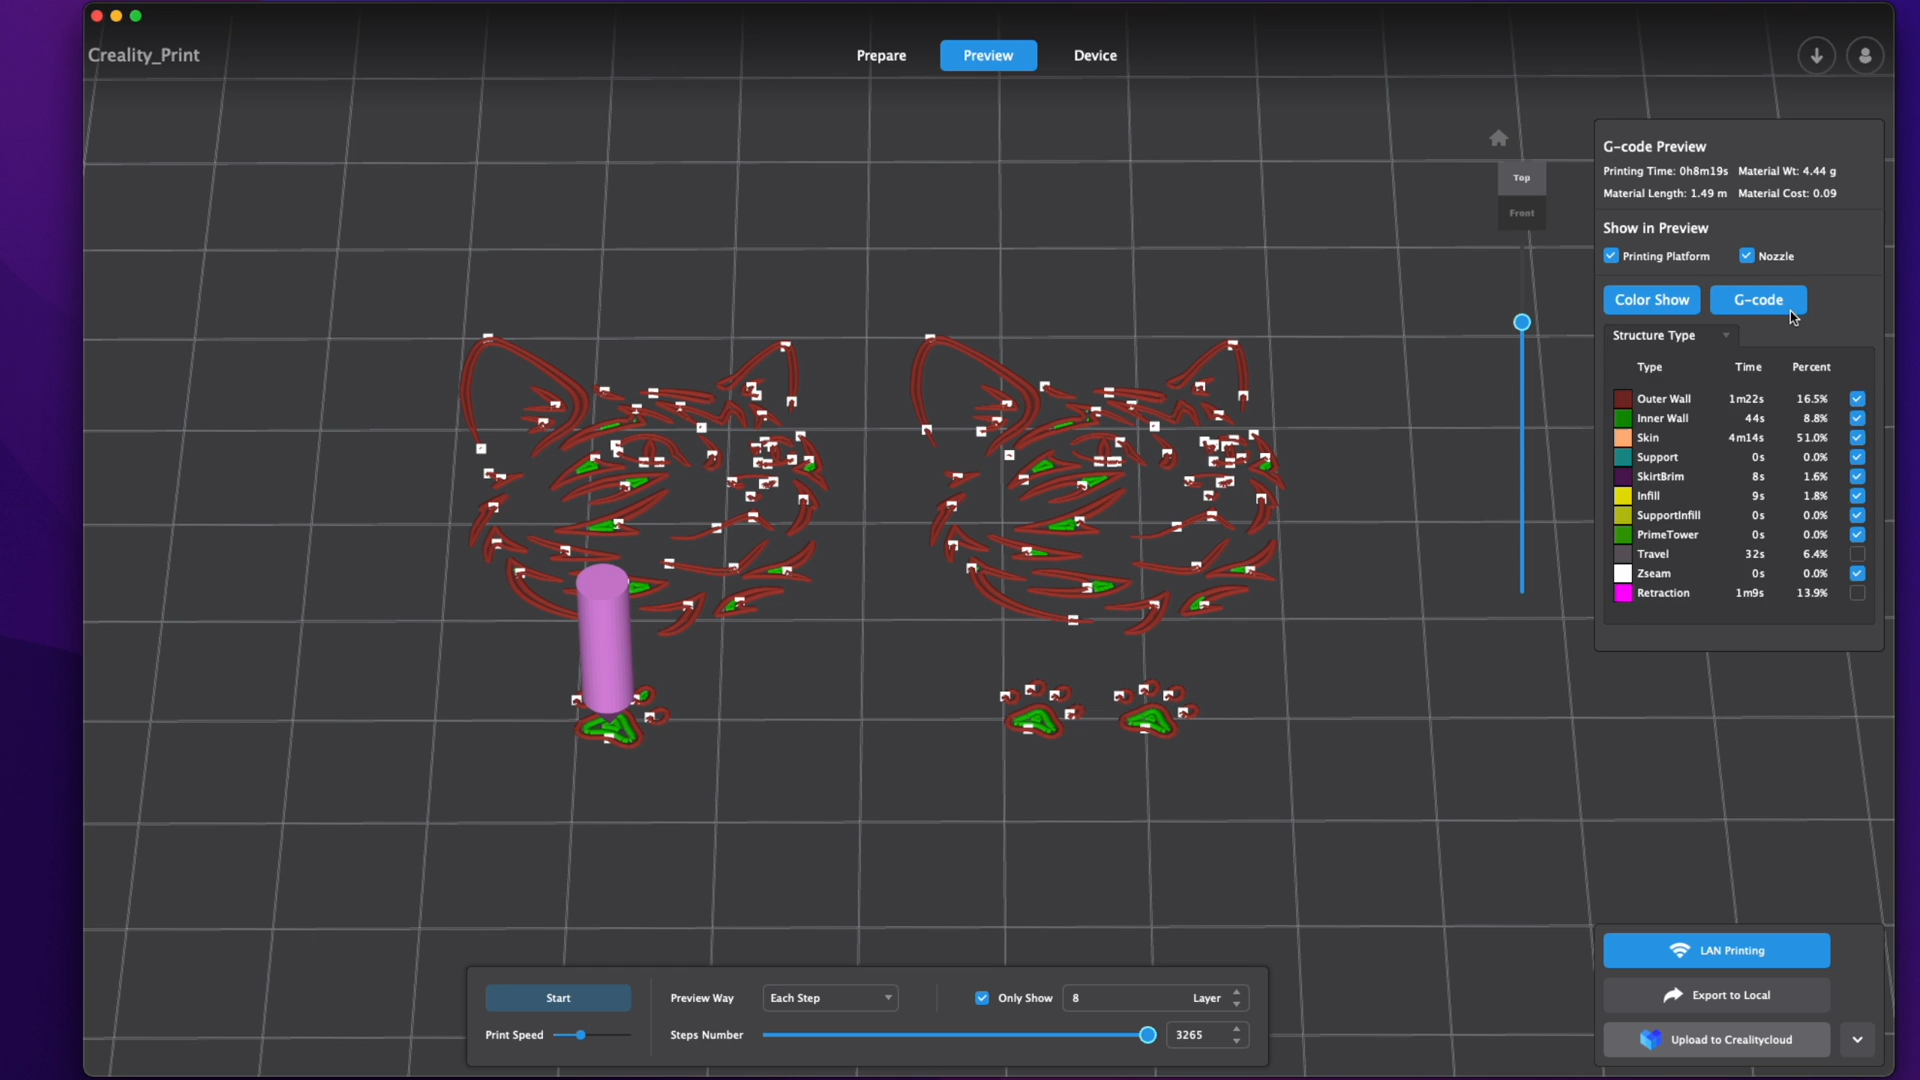 Creality_Print
Prepare
Preview
Device
Top
Front
G-code Preview
Printing Time: 0h8m19s Material Wt: 4.44 g
Material Length: 1.49 m Material Cost: 0.09
Show in Preview
Printing Platform Nozzle
Color Show G-code
Structure Type
Type Time Percent
Outer Wall 1m22s 16.5%
Inner Wall 44s 8.8%
Skin 4m14s 51.0%
Support 0s 0.0%
SkirtBrim 8s 1.6%
Infill 9s 1.8%
SupportInfill 0s 0.0%
PrimeTower 0s 0.0%
Travel 32s 6.4%
Zseam 0s 0.0%
Retraction 1m9s 13.9%
Start Preview Way Each Step Only Show 8 Layer
Print Speed Steps Number 3265
LAN Printing
Export to Local
Upload to Crealitycloud